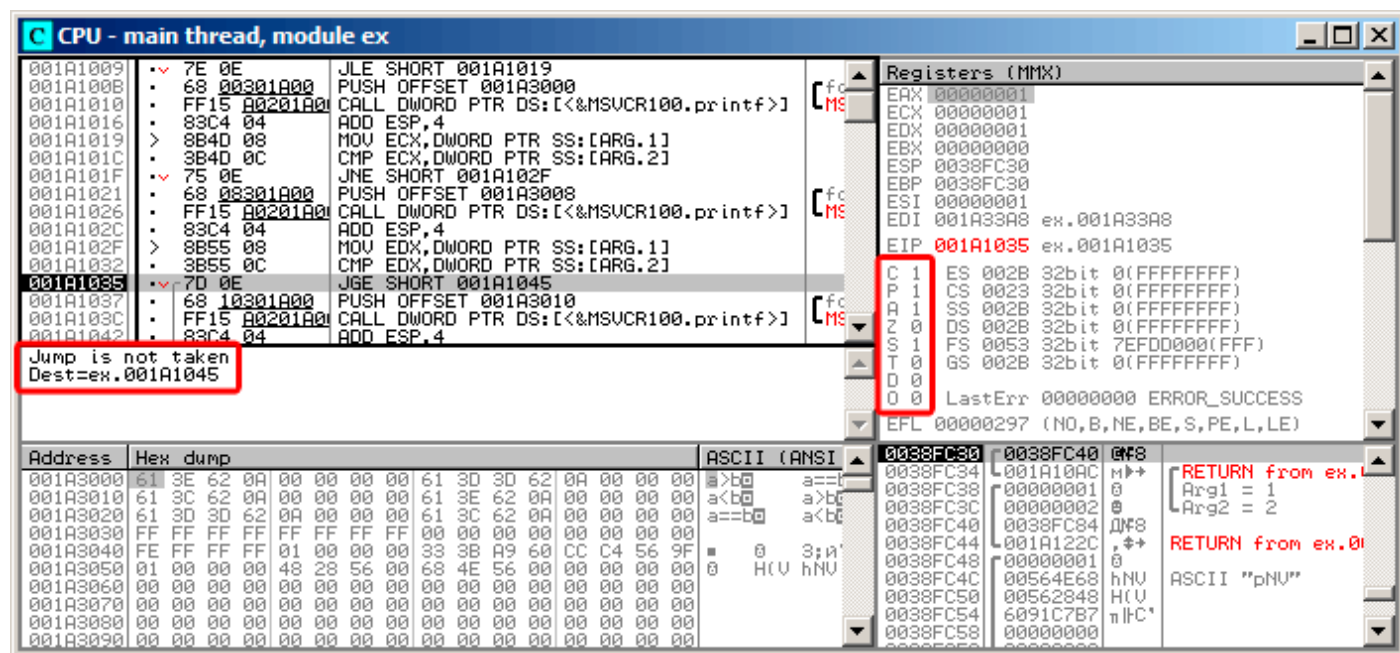 C CPU - main thread, module ex
001A1009 7E 0E JLE SHORT 001A1019
001A100B 68 00301A00 PUSH OFFSET 001A3000
001A1010 FF15 A0201A0 CALL DWORD PTR DS:[<&MSVCR100.printf>]
001A1016 83C4 04 ADD ESP,4
001A1019 > 8B4D 08 MOV ECX,DWORD PTR SS:[ARG.1]
001A101C 3B4D 0C CMP ECX,DWORD PTR SS:[ARG.2]
001A101F 75 0E JNE SHORT 001A102F
001A1021 68 08301A00 PUSH OFFSET 001A3008
001A1026 FF15 A0201A0 CALL DWORD PTR DS:[<&MSVCR100.printf>]
001A102C 83C4 04 ADD ESP,4
001A102F > 8B55 08 MOV EDX,DWORD PTR SS:[ARG.1]
001A1032 3B55 0C CMP EDX,DWORD PTR SS:[ARG.2]
001A1035 7D 0E JGE SHORT 001A1045
001A1037 68 10301A00 PUSH OFFSET 001A3010
001A103C FF15 A0201A0 CALL DWORD PTR DS:[<&MSVCR100.printf>]
001A1042 83C4 04 ADD ESP,4
Jump is not taken
Dest=ex.001A1045
Registers (MMX)
EAX 00000001
ECX 00000001
EDX 00000001
EBX 00000000
ESP 0038FC30
EBP 0038FC30
ESI 00000001
EDI 001A33A8 ex.001A33A8
EIP 001A1035 ex.001A1035
C 1 ES 002B 32bit 0(FFFFFFFF)
P 1 CS 0023 32bit 0(FFFFFFFF)
A 1 SS 002B 32bit 0(FFFFFFFF)
Z 0 DS 002B 32bit 0(FFFFFFFF)
S 1 FS 0053 32bit 7EFDD000(FFF)
T 0 GS 002B 32bit 0(FFFFFFFF)
D 0
O 0 LastErr 00000000 ERROR_SUCCESS
EFL 00000297 (NO,B,NE,BE,S,PE,L,LE)
Address Hex dump ASCII (ANSI
001A3000 61 3E 62 0A 00 00 00 00 61 3D 3D 62 0A 00 00 00 a>b a==b
001A3010 61 3C 62 0A 00 00 00 00 61 3E 62 0A 00 00 00 00 a<b a>b
001A3020 61 3D 3D 62 0A 00 00 00 61 3C 62 0A 00 00 00 00 a==b a<b
001A3030 FF FF FF FF FF FF FF FF 00 00 00 00 00 00 00 00
001A3040 FE FF FF FF 01 00 00 00 33 3B A9 60 CC C4 56 9F
001A3050 01 00 00 00 48 28 56 00 68 4E 56 00 00 00 00 00 H(V hNV
001A3060 00 00 00 00 00 00 00 00 00 00 00 00 00 00 00 00
001A3070 00 00 00 00 00 00 00 00 00 00 00 00 00 00 00 00
001A3080 00 00 00 00 00 00 00 00 00 00 00 00 00 00 00 00
001A3090 00 00 00 00 00 00 00 00 00 00 00 00 00 00 00 00
0038FC30 0038FC40
0038FC34 001A10AC RETURN from ex.
0038FC38 00000001 Arg1 = 1
0038FC3C 00000002 Arg2 = 2
0038FC40 0038FC84
0038FC44 001A122C RETURN from ex.0
0038FC48 00000001
0038FC4C 00564E68 hNV ASCII "pNV"
0038FC50 00562848 H(V
0038FC54 6091C7B7
0038FC58 00000000